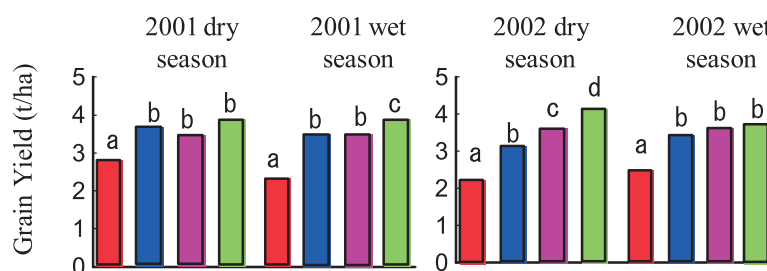 2001 dry
season
2001 wet
season
2002 dry
season
2002 wet
season
Grain Yield (t/ha)
5
4
3
2
1
0
a
b
b
b
a
b
b
c
5
4
3
2
1
0
a
b
c
d
a
b
b
b